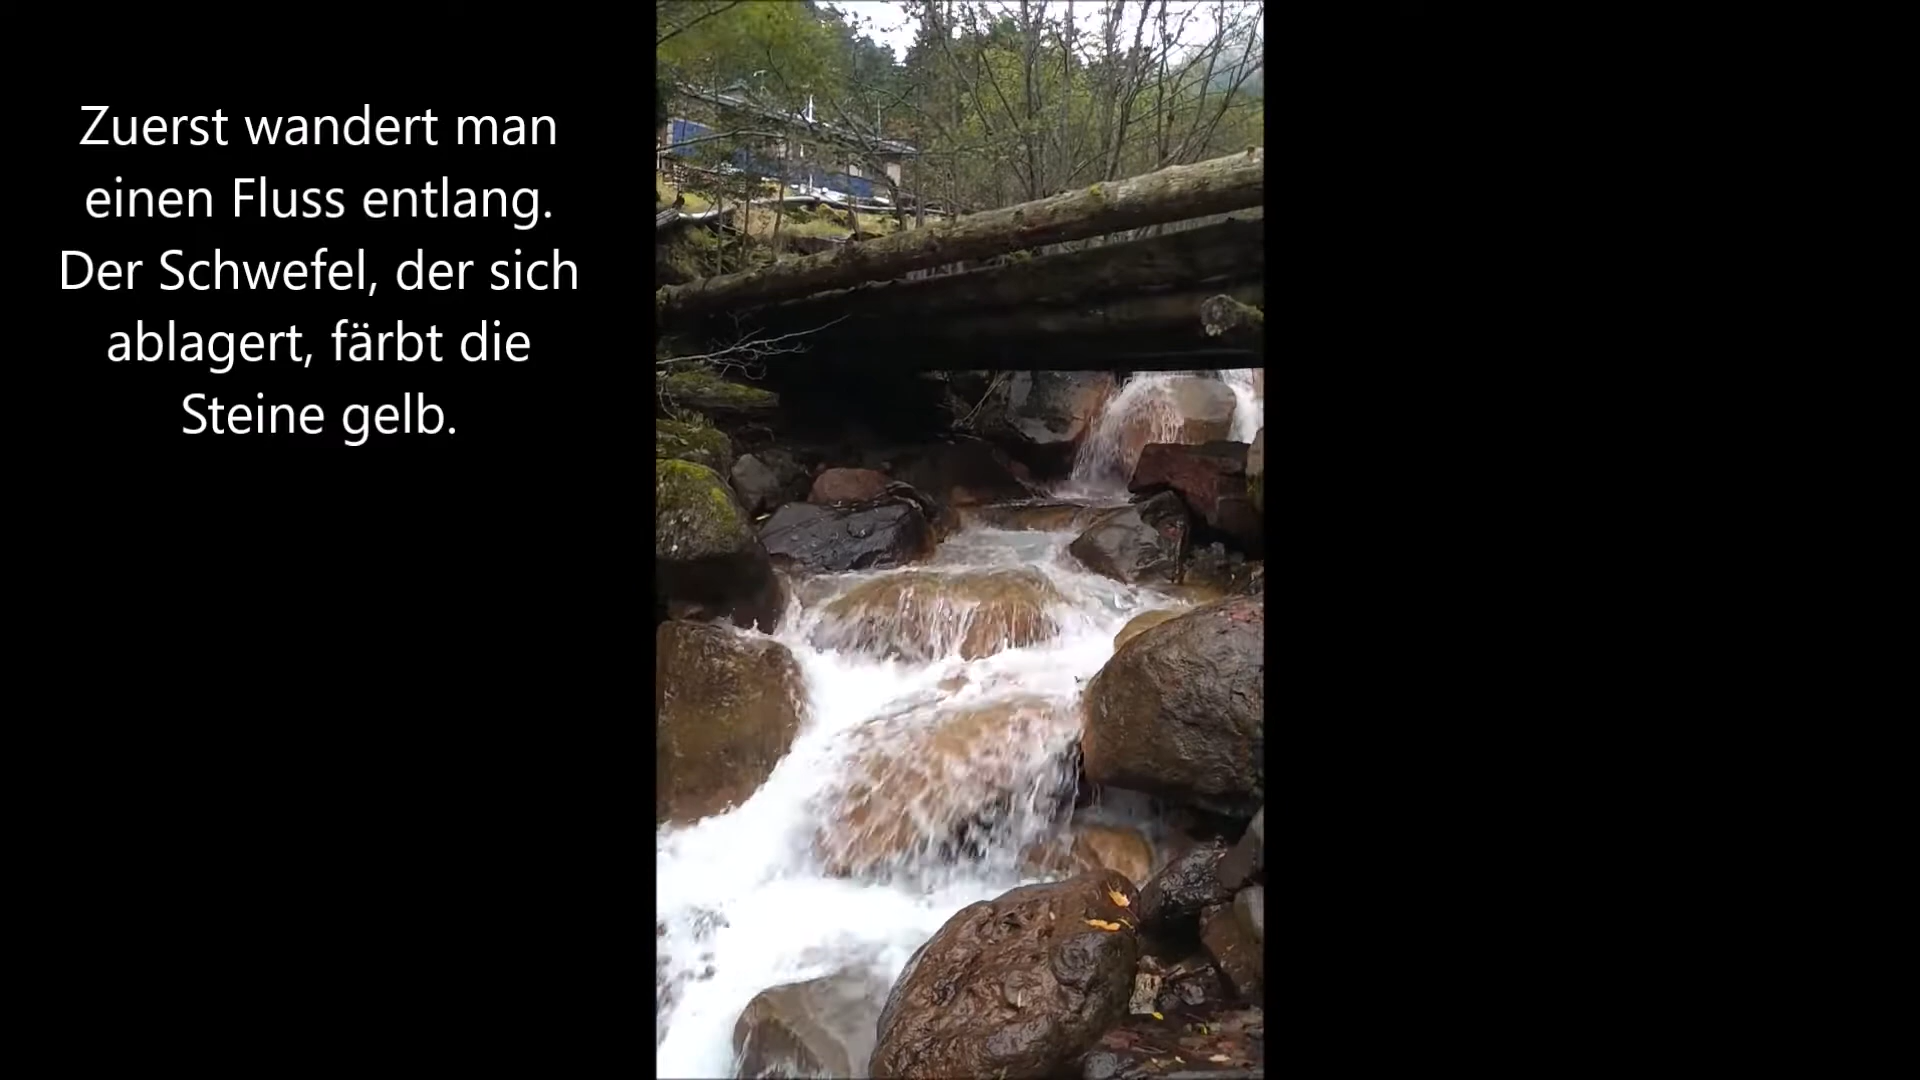 Zuerst wandert man
einen Fluss entlang.
Der Schwefel, der sich
ablagert, färbt die
Steine gelb.